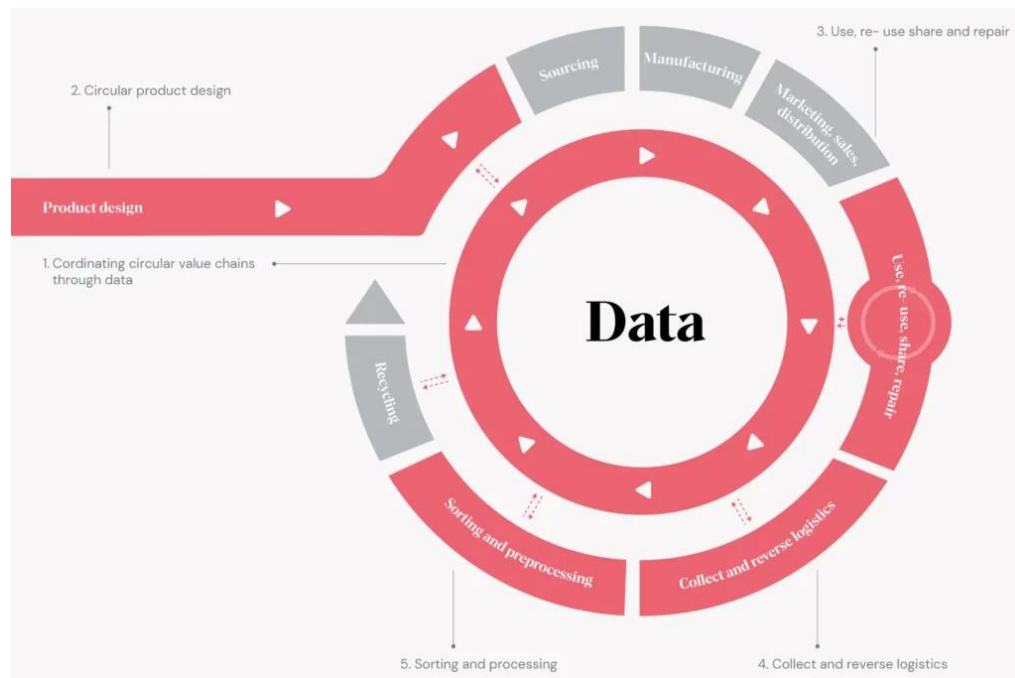 3. Use, re- use share and repair
2. Circular product design
Sourcing
Manufacturing
Marketing, sales,
distribution
Product design
1. Cordinating circular value chains
through data
Data
Use, re- use, share, repair
Recycling
Sorting and preprocessing
Collect and reverse logistics
5. Sorting and processing
4. Collect and reverse logistics